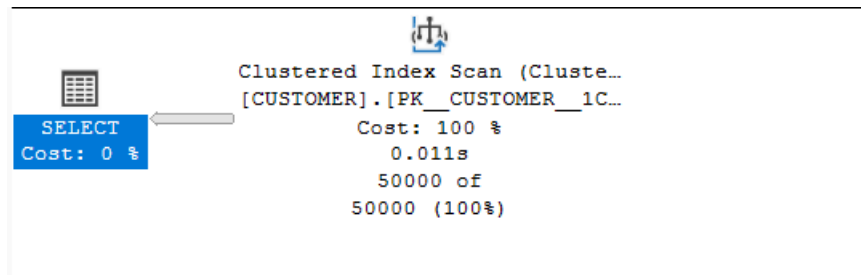 SELECT
Cost: 0 %
Clustered Index Scan (Cluste…
[CUSTOMER].[PK__CUSTOMER__1C…
Cost: 100 %
0.011s
50000 of
50000 (100%)